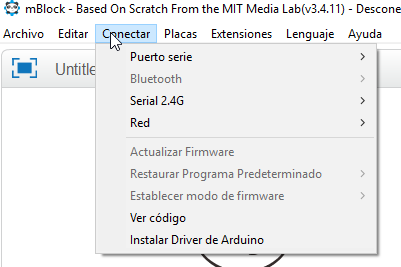 mBlock - Based On Scratch From the MIT Media Lab(v3.4.11) - Descone
Archivo Editar Conectar Placas Extensiones Lenguaje Ayuda
Untitle
Puerto serie
Bluetooth
Serial 2.4G
Red
Actualizar Firmware
Restaurar Programa Predeterminado
Establecer modo de firmware
Ver código
Instalar Driver de Arduino